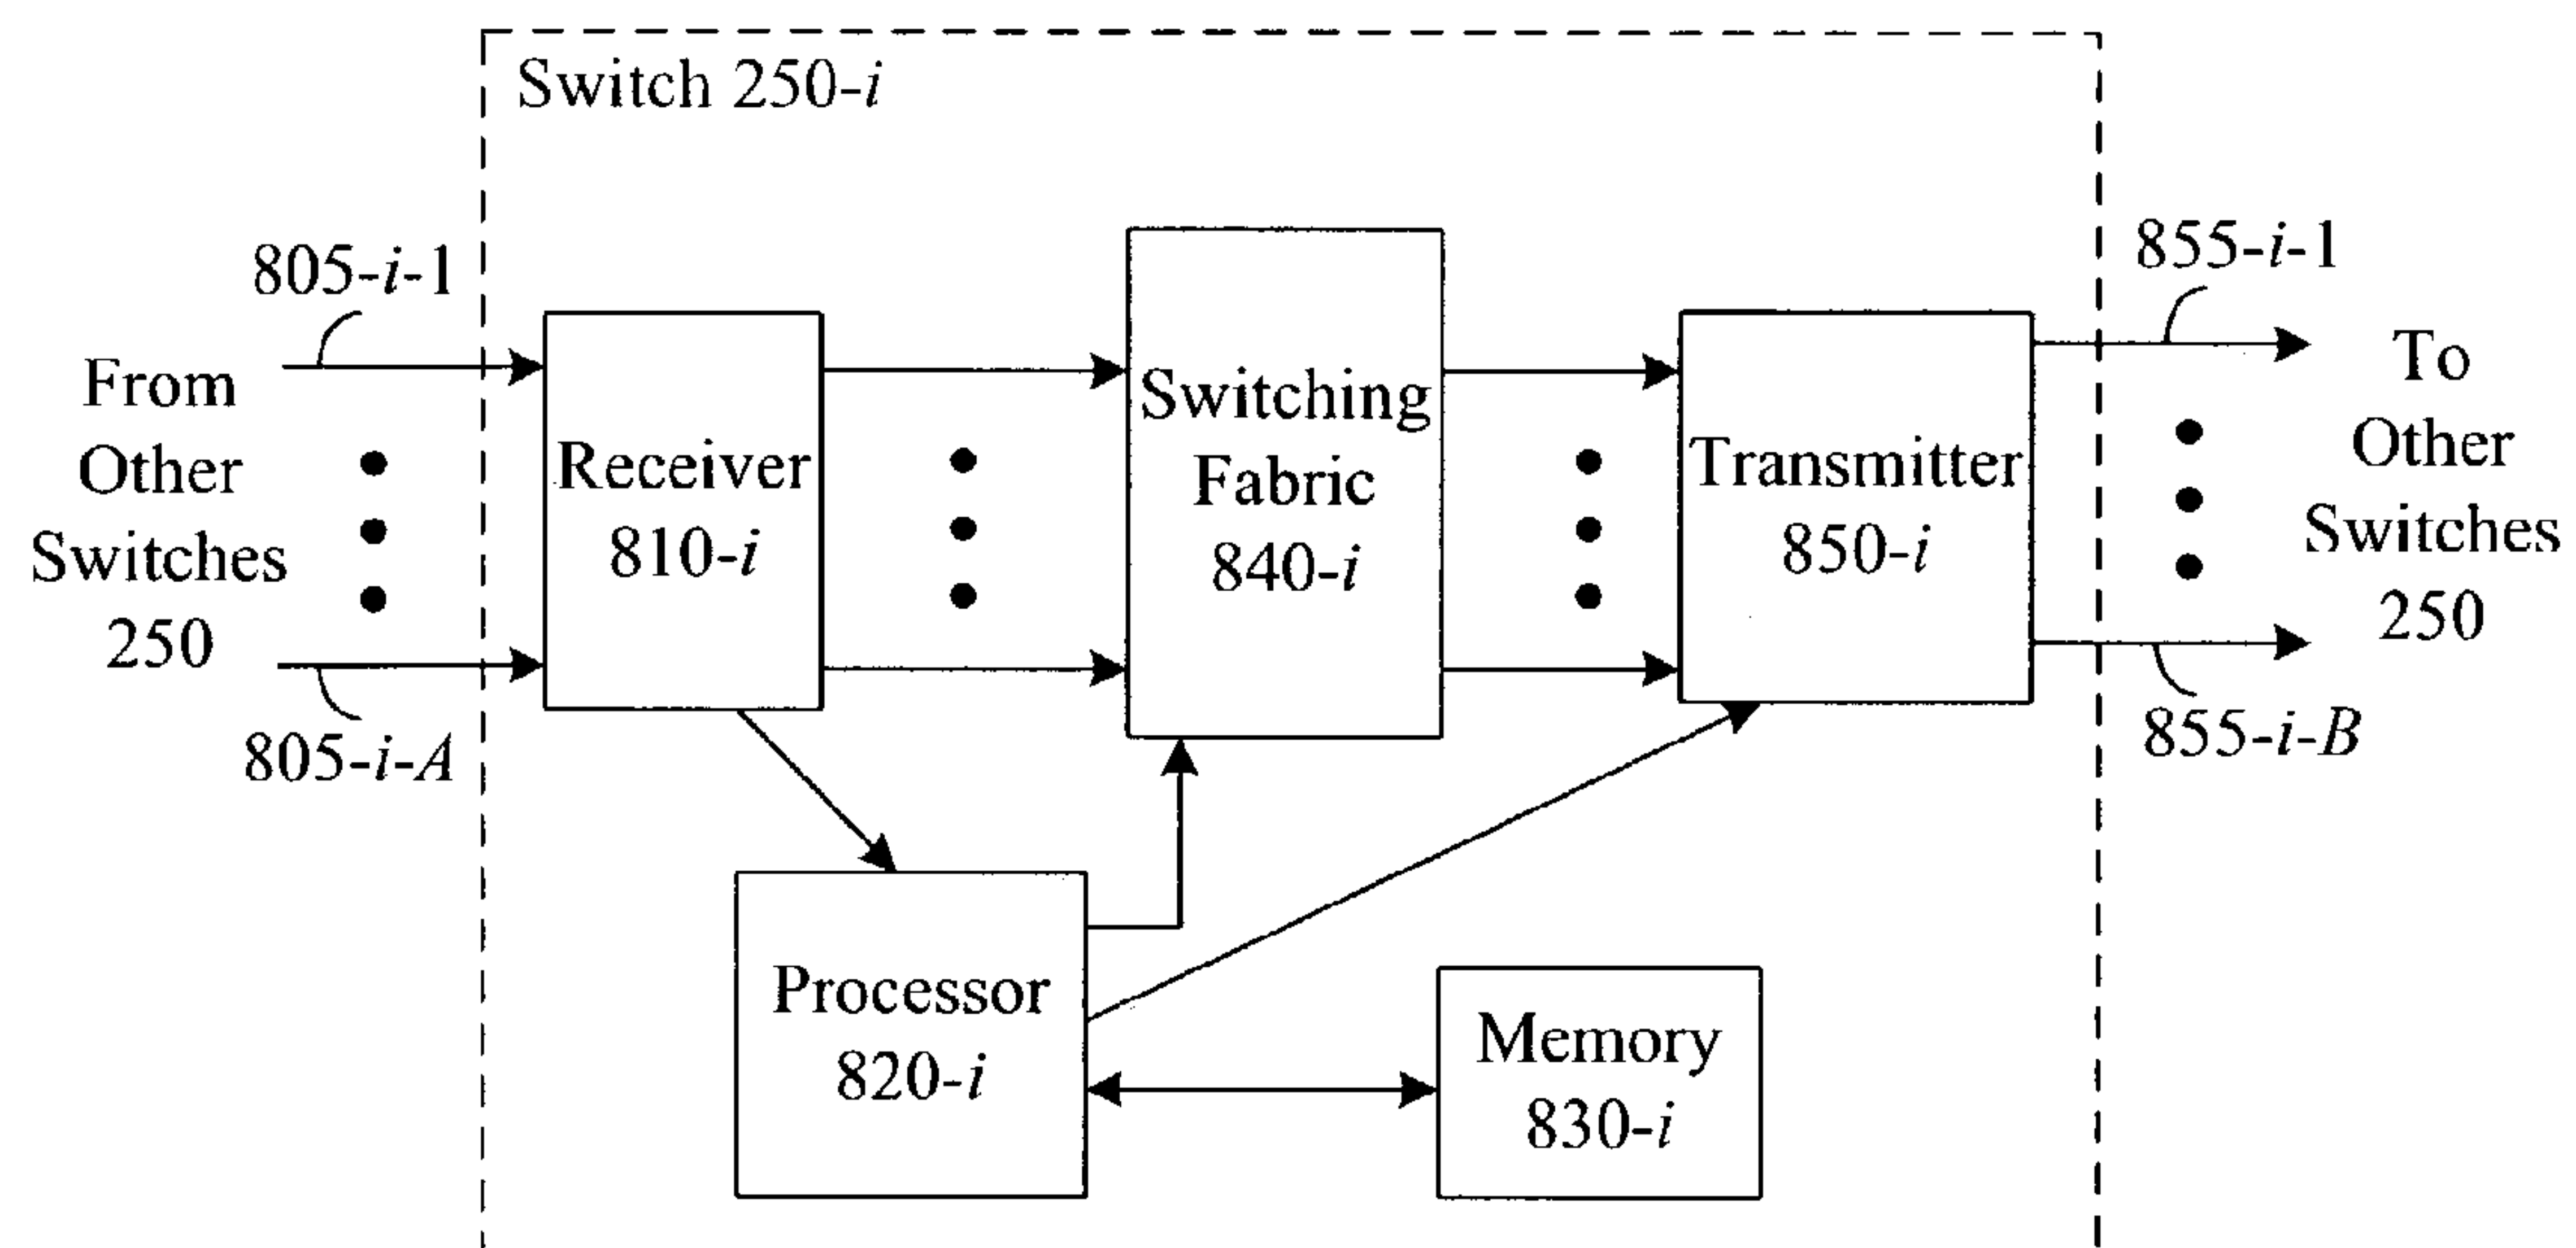 Switch 250-i
805-i-1
From
Other
Switches
250
805-i-A
Receiver
810-i
Switching
Fabric
840-i
Transmitter
850-i
855-i-1
To
Other
Switches
250
855-i-B
Processor
820-i
Memory
830-i